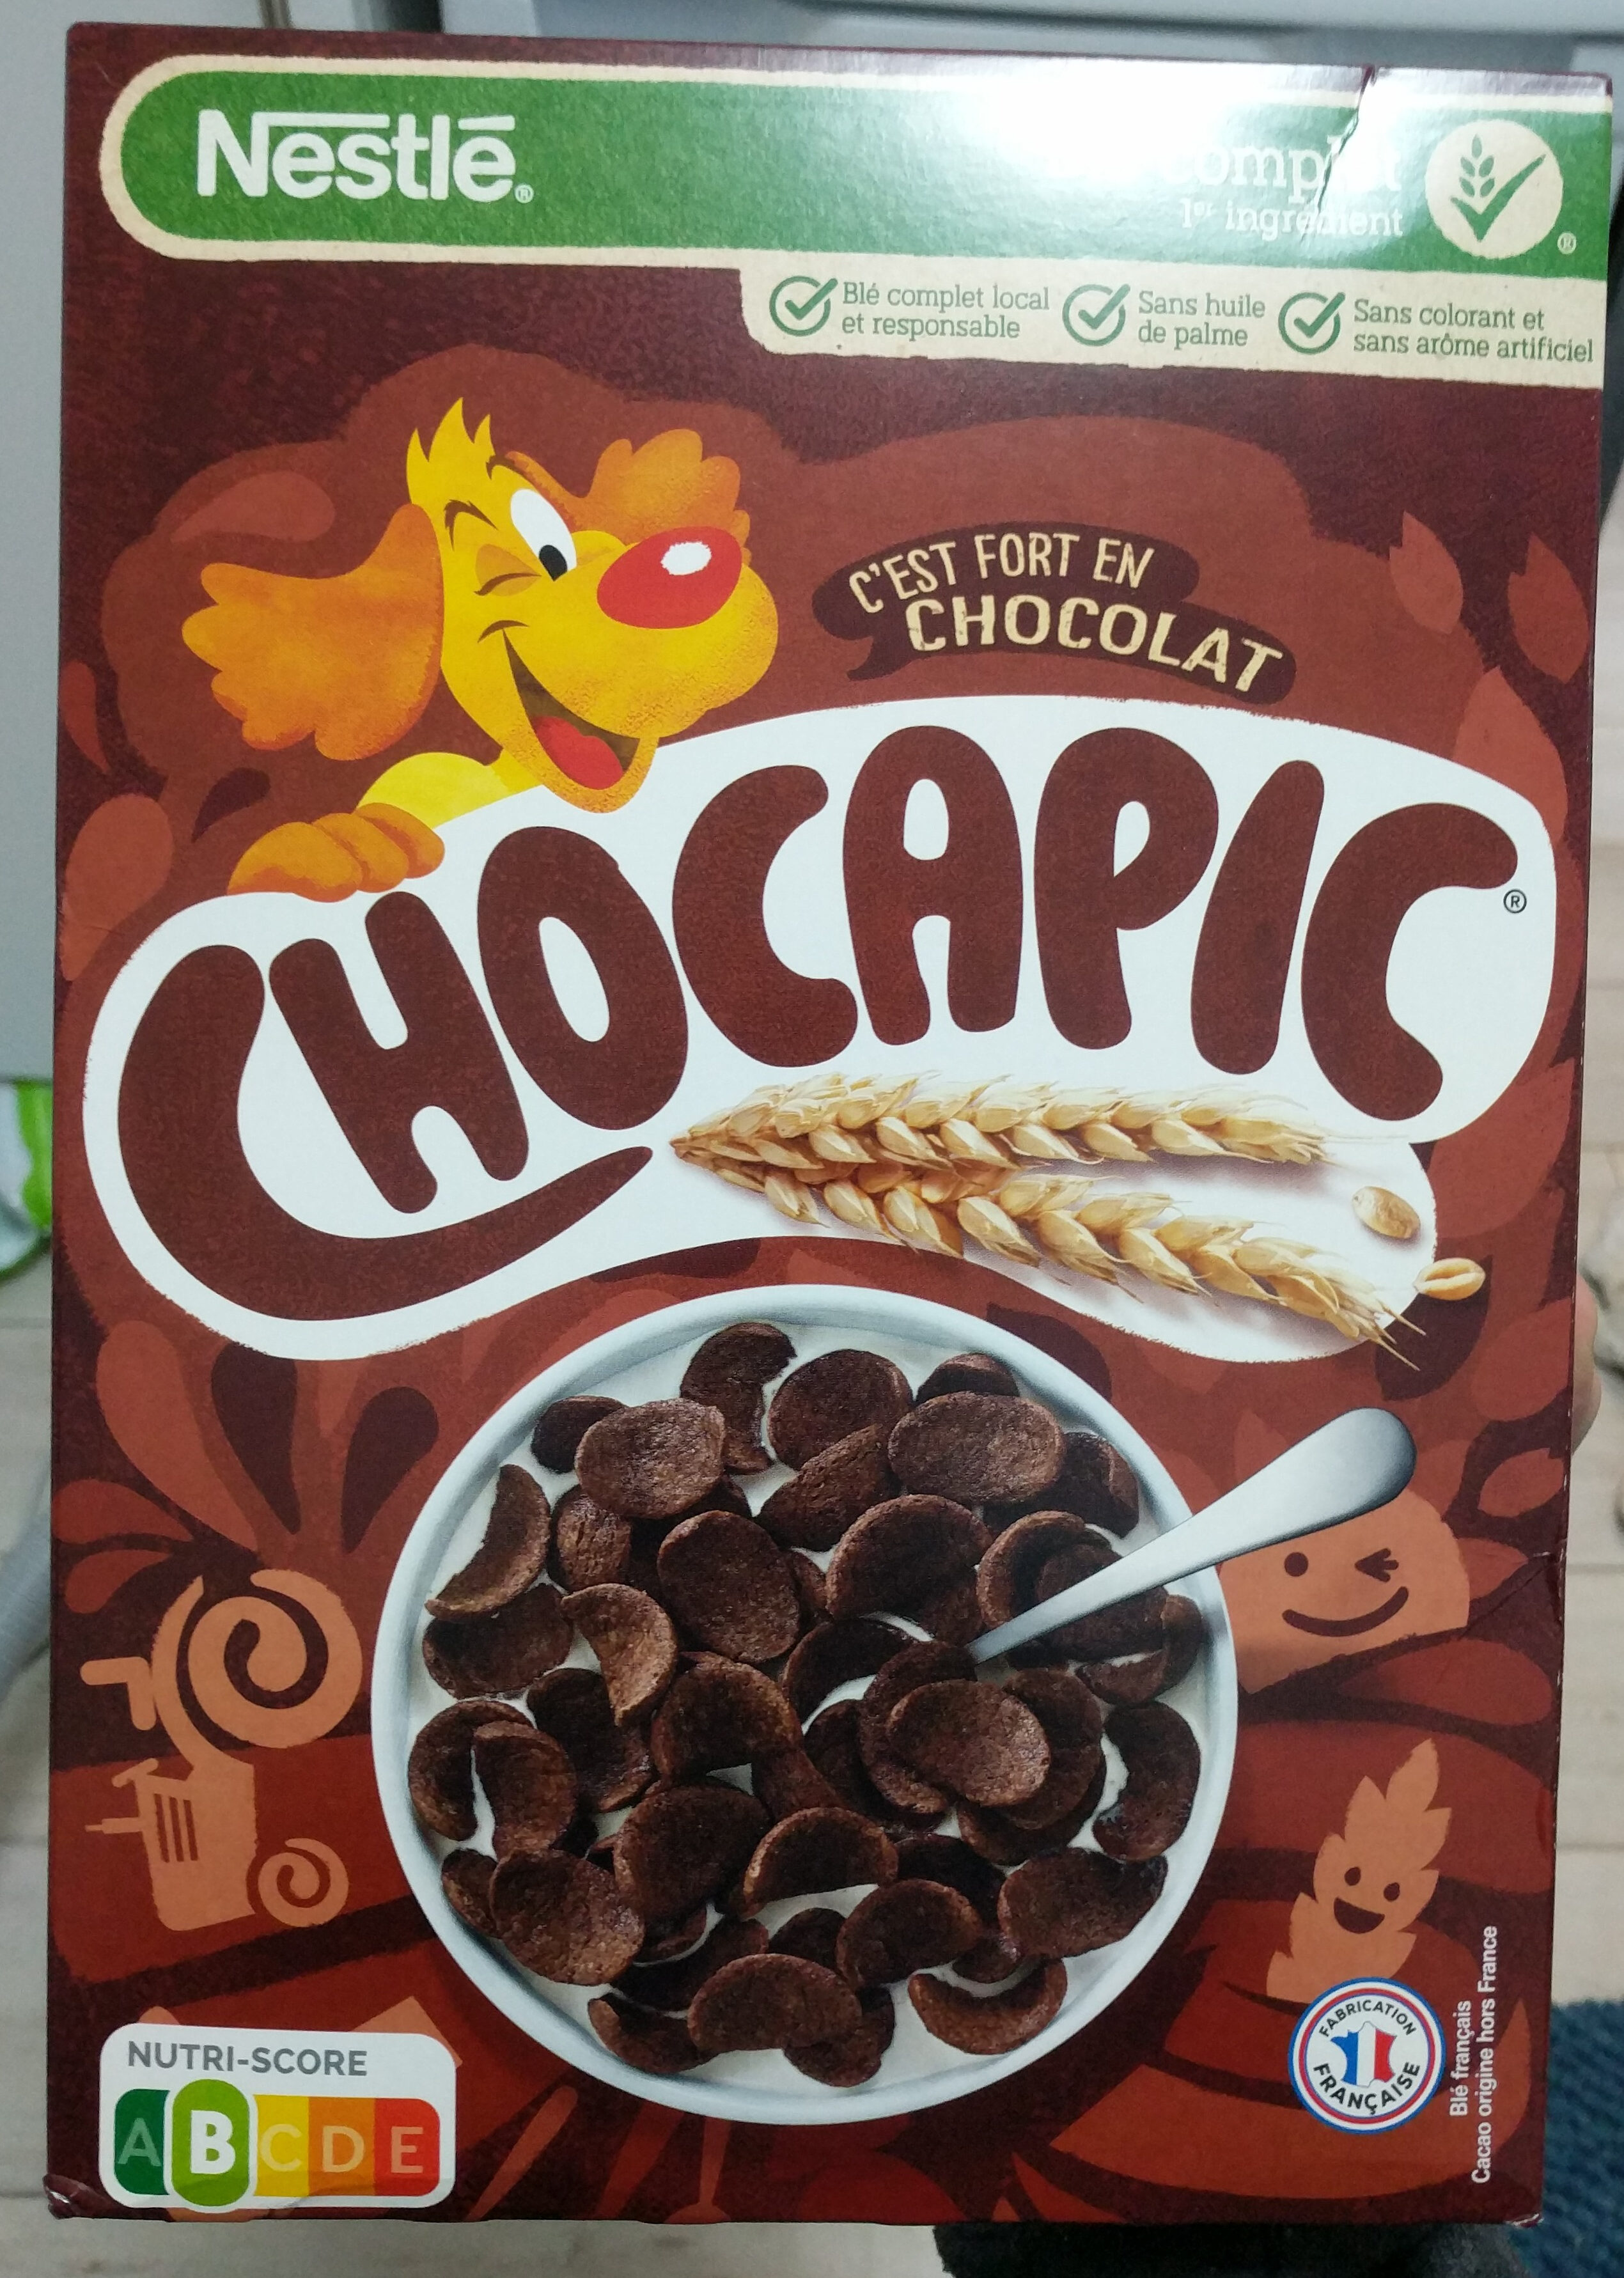 Nestlé®
complet
1er ingrédient
®
Blé complet local
et responsable
Sans huile
de palme
Sans colorant et
sans arôme artificiel
C'EST FORT EN
CHOCOLAT
CHOCAPIC®
NUTRI-SCORE
A B C D E
FABRICATION
FRANÇAISE
Blé français
Cacao origine hors France